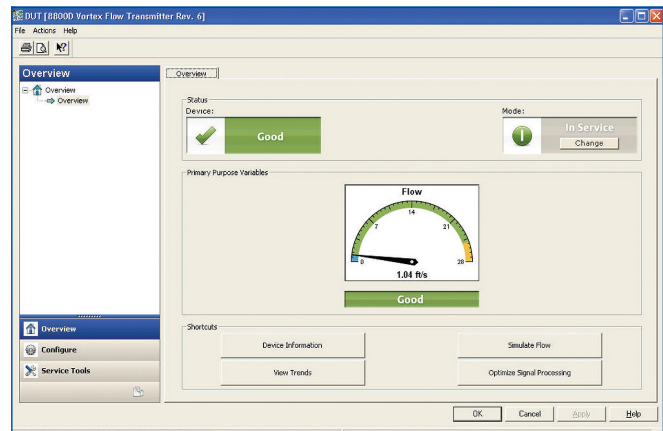 DUT [8800D Vortex Flow Transmitter Rev. 6]
File Actions Help
Overview
Overview
Overview
Overview
Configure
Service Tools
Overview
Status
Device:
Good
Mode:
In Service
Change
Primary Purpose Variables
Flow
0
7
14
21
28
1.04 ft/s
Good
Shortcuts
Device Information
Simulate Flow
View Trends
Optimize Signal Processing
OK Cancel Apply Help